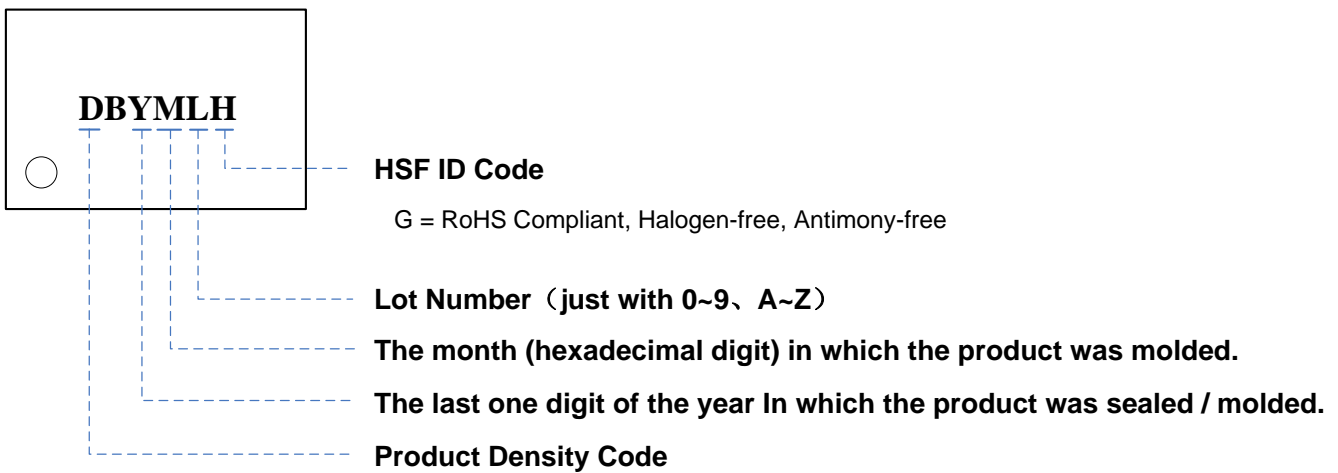 DBYMLH
HSF ID Code
G = RoHS Compliant, Halogen-free, Antimony-free
Lot Number（just with 0~9、A~Z）
The month (hexadecimal digit) in which the product was molded.
The last one digit of the year In which the product was sealed / molded.
Product Density Code